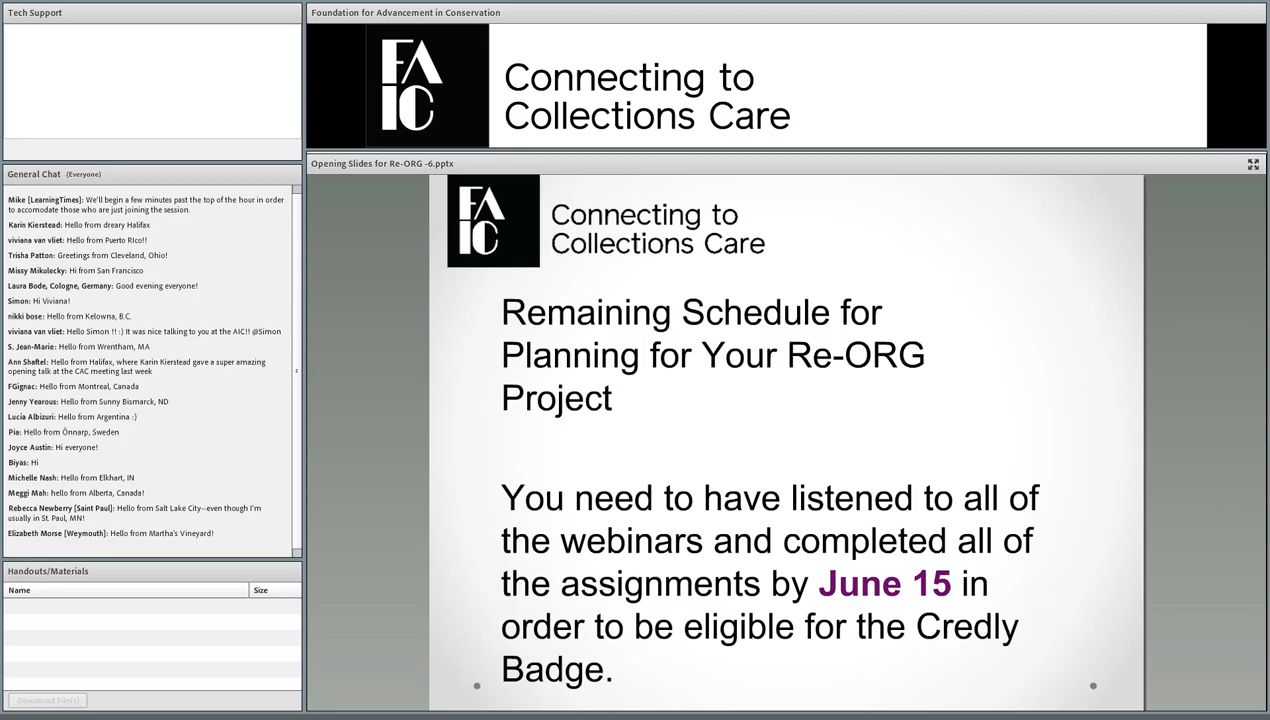 Tech Support
General Chat (Everyone)
Mike [LearningTimes]: We'll begin a few minutes past the top of the hour in order
to accomodate those who are just joining the session.
Karin Kierstead: Hello from dreary Halifax
viviana van vliet: Hello from Puerto RIco!!
Trisha Patton: Greetings from Cleveland, Ohio!
Missy Mikulecky: Hi from San Francisco
Laura Bode, Cologne, Germany: Good evening everyone!
Simon: Hi Viviana!
nikki bose: Hello from Kelowna, B.C.
viviana van vliet: Hello Simon !! :) It was nice talking to you at the AIC!! @Simon
S. Jean-Marie: Hello from Wrentham, MA
Ann Shaftel: Hello from Halifax, where Karin Kierstead gave a super amazing
opening talk at the CAC meeting last week
FGignac: Hello from Montreal, Canada
Jenny Yearous: Hello from Sunny Bismarck, ND
Lucía Albizuri: Hello from Argentina :)
Pia: Hello from Önnarp, Sweden
Joyce Austin: Hi everyone!
Biyas: Hi
Michelle Nash: Hello from Elkhart, IN
Meggi Mah: hello from Alberta, Canada!
Rebecca Newberry [Saint Paul]: Hello from Salt Lake City--even though I'm
usually in St. Paul, MN!
Elizabeth Morse [Weymouth]: Hello from Martha's Vineyard!
Handouts/Materials
Name Size
Download File(s)
Foundation for Advancement in Conservation
FA
IC
Connecting to
Collections Care
Opening Slides for Re-ORG -6.pptx
FA
IC
Connecting to
Collections Care
Remaining Schedule for
Planning for Your Re-ORG
Project
You need to have listened to all of
the webinars and completed all of
the assignments by June 15 in
order to be eligible for the Credly
Badge.